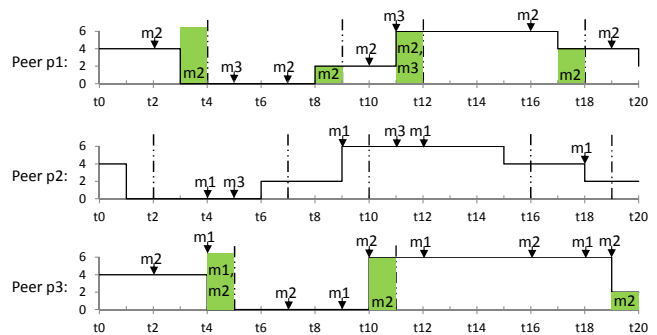 m3
6 m2 m2
4 m2 m2
Peer p1: m3 m2 m2 m2, m3
2 m2 m2 m2
0
t0 t2 t4 t6 t8 t10 t12 t14 t16 t18 t20
m1 m3 m1
6
4 m1
Peer p2: m1 m3
2
0
t0 t2 t4 t6 t8 t10 t12 t14 t16 t18 t20
m1 m2 m1 m2 m1 m2
6 m2
4 m1, m2
Peer p3: m2 m1
2 m2
0
t0 t2 t4 t6 t8 t10 t12 t14 t16 t18 t20